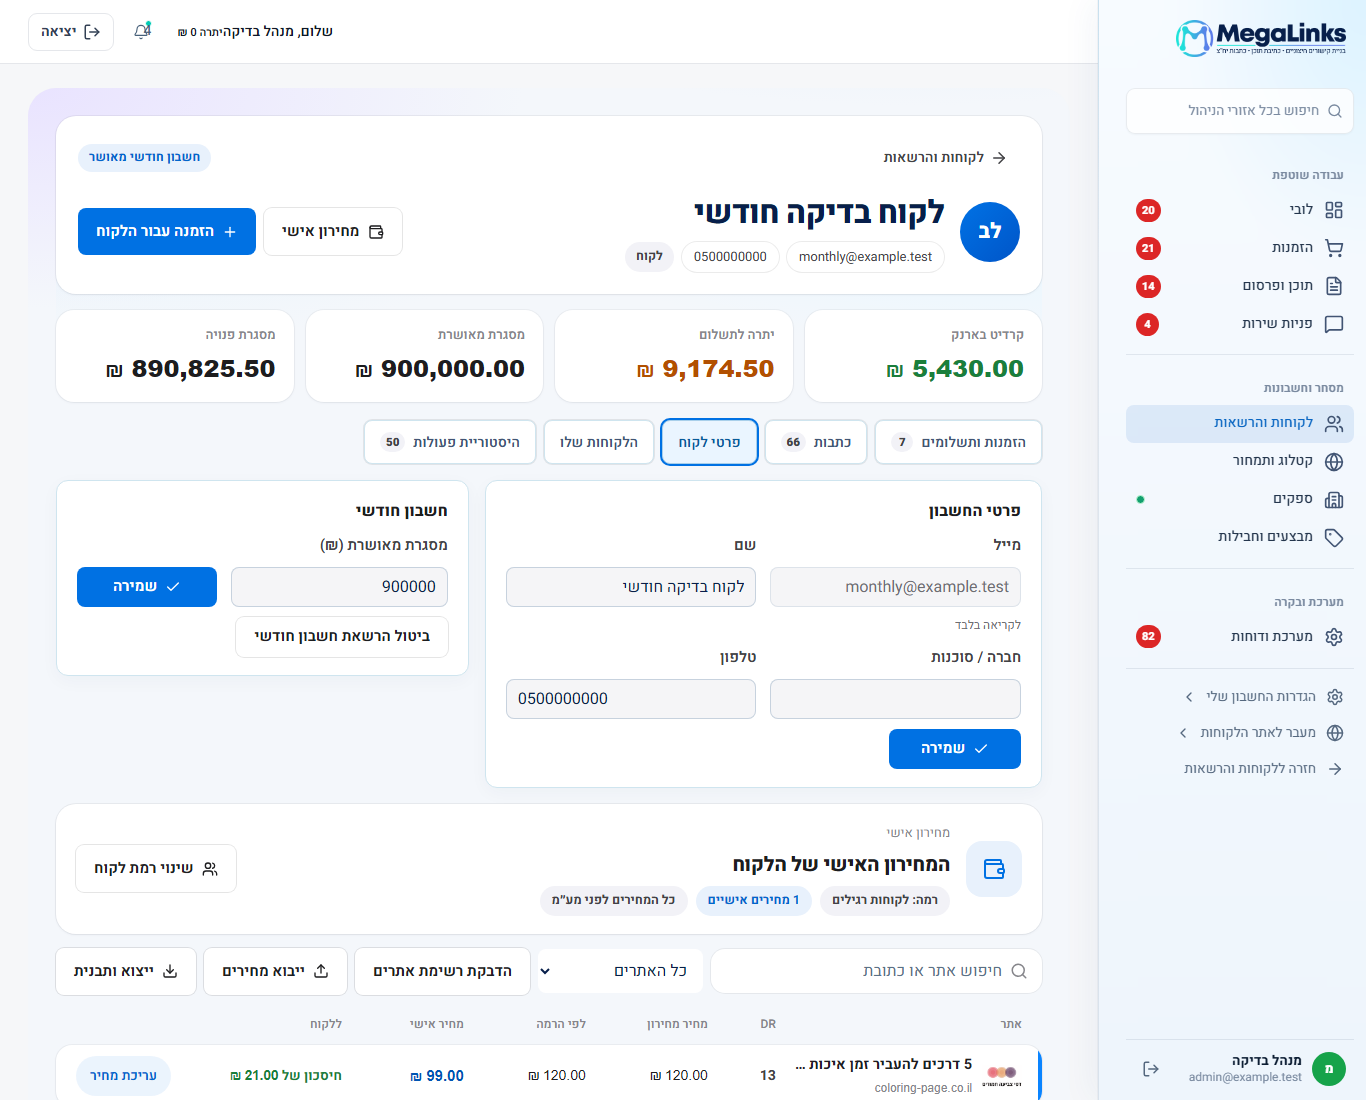 MegaLinks
בניית קישורים חיצוניים • כתיבת תוכן • כתבות יח״צ
חיפוש בכל אזורי הניהול
עבודה שוטפת
לובי 20
הזמנות 21
תוכן ופרסום 14
פניות שירות 4
מסחר וחשבונות
לקוחות והרשאות
קטלוג ותמחור
ספקים
מבצעים וחבילות
מערכת ובקרה
מערכת ודוחות 82
הגדרות החשבון שלי
מעבר לאתר הלקוחות
חזרה ללקוחות והרשאות
מ
מנהל בדיקה
admin@example.test
שלום, מנהל בדיקה יתרה 0 ₪
4
יציאה
לקוחות והרשאות
חשבון חודשי מאושר
לב
לקוח בדיקה חודשי
monthly@example.test 0500000000 לקוח
מחירון אישי
הזמנה עבור הלקוח
קרדיט בארנק
5,430.00 ₪
יתרה לתשלום
9,174.50 ₪
מסגרת מאושרת
900,000.00 ₪
מסגרת פנויה
890,825.50 ₪
הזמנות ותשלומים 7
כתבות 66
פרטי לקוח
הלקוחות שלו
היסטוריית פעולות 50
פרטי החשבון
מייל
monthly@example.test
לקריאה בלבד
שם
לקוח בדיקה חודשי
חברה / סוכנות
טלפון
0500000000
שמירה
חשבון חודשי
מסגרת מאושרת (₪)
900000
שמירה
ביטול הרשאת חשבון חודשי
מחירון אישי
המחירון האישי של הלקוח
רמה: לקוחות רגילים
1 מחירים אישיים
כל המחירים לפני מע״מ
שינוי רמת לקוח
חיפוש אתר או כתובת
כל האתרים
הדבקת רשימת אתרים
ייבוא מחירים
ייצוא ותבנית
אתר DR מחיר מחירון לפי הרמה מחיר אישי ללקוח
5 דרכים להעביר זמן איכות ...
coloring-page.co.il
13 120.00 ₪ 120.00 ₪ 99.00 ₪ חיסכון של 21.00 ₪
עריכת מחיר